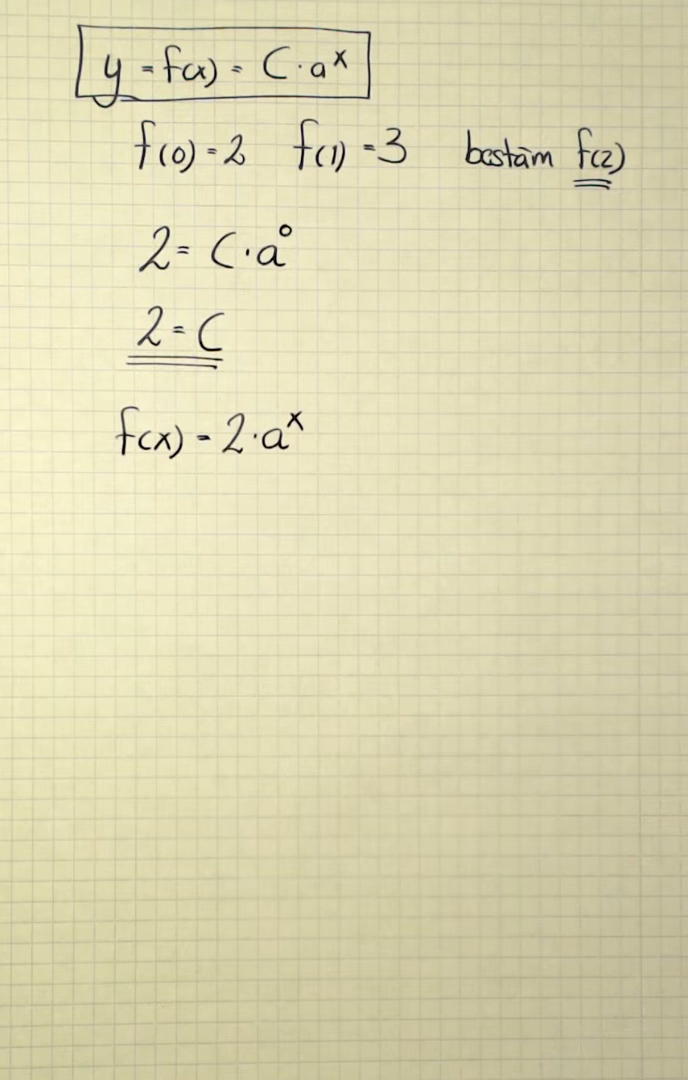 y = f(x) = C · a^x
f(0) = 2 f(1) = 3 bestäm f(2)
2 = C · a^0
2 = C
f(x) = 2 · a^x